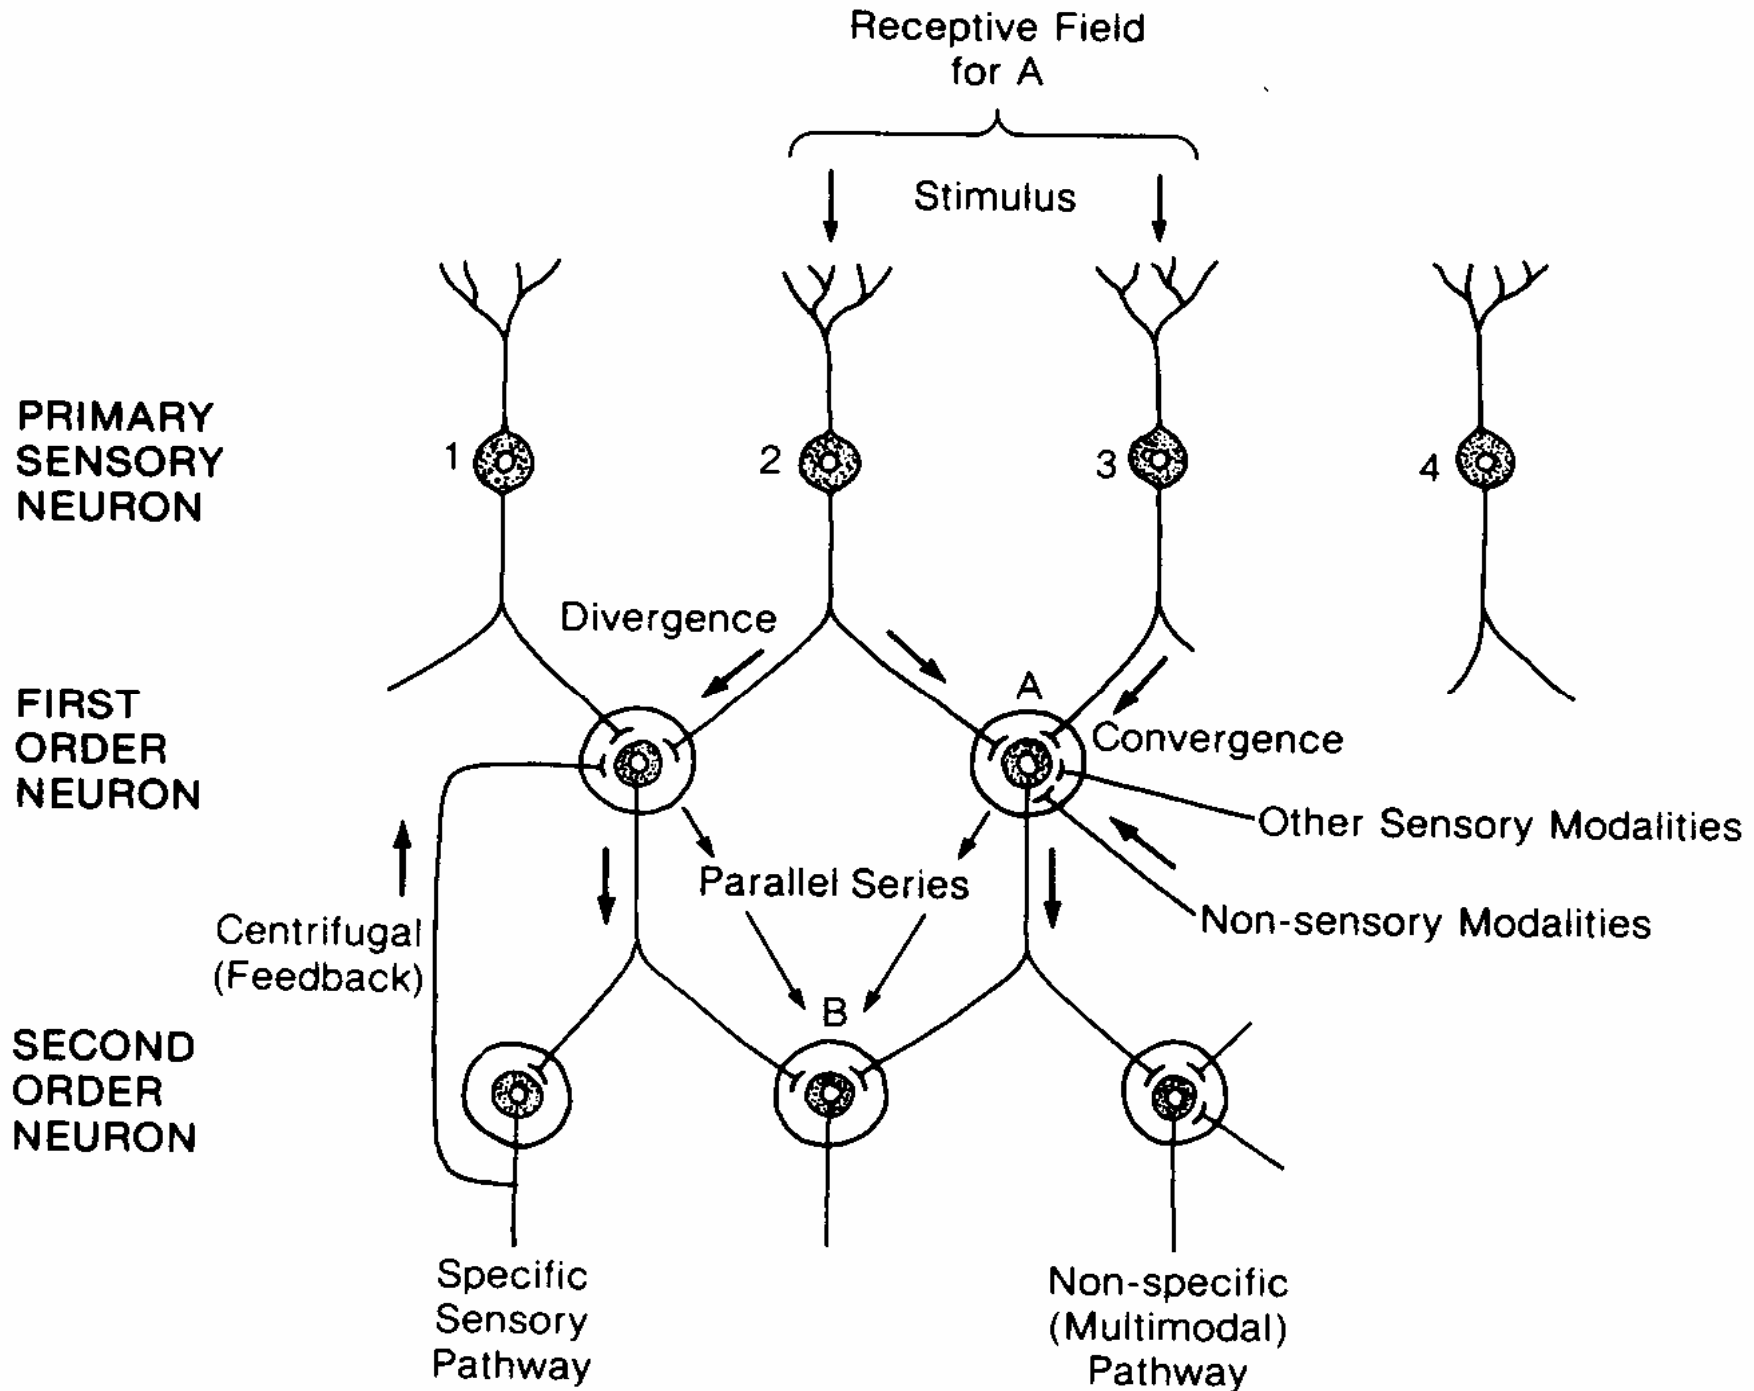 Receptive Field
for A
Stimulus
PRIMARY
SENSORY
NEURON
1
2
3
4
Divergence
FIRST
ORDER
NEURON
A
Convergence
Other Sensory Modalities
Parallel Series
Non-sensory Modalities
Centrifugal
(Feedback)
B
SECOND
ORDER
NEURON
Specific
Sensory
Pathway
Non-specific
(Multimodal)
Pathway